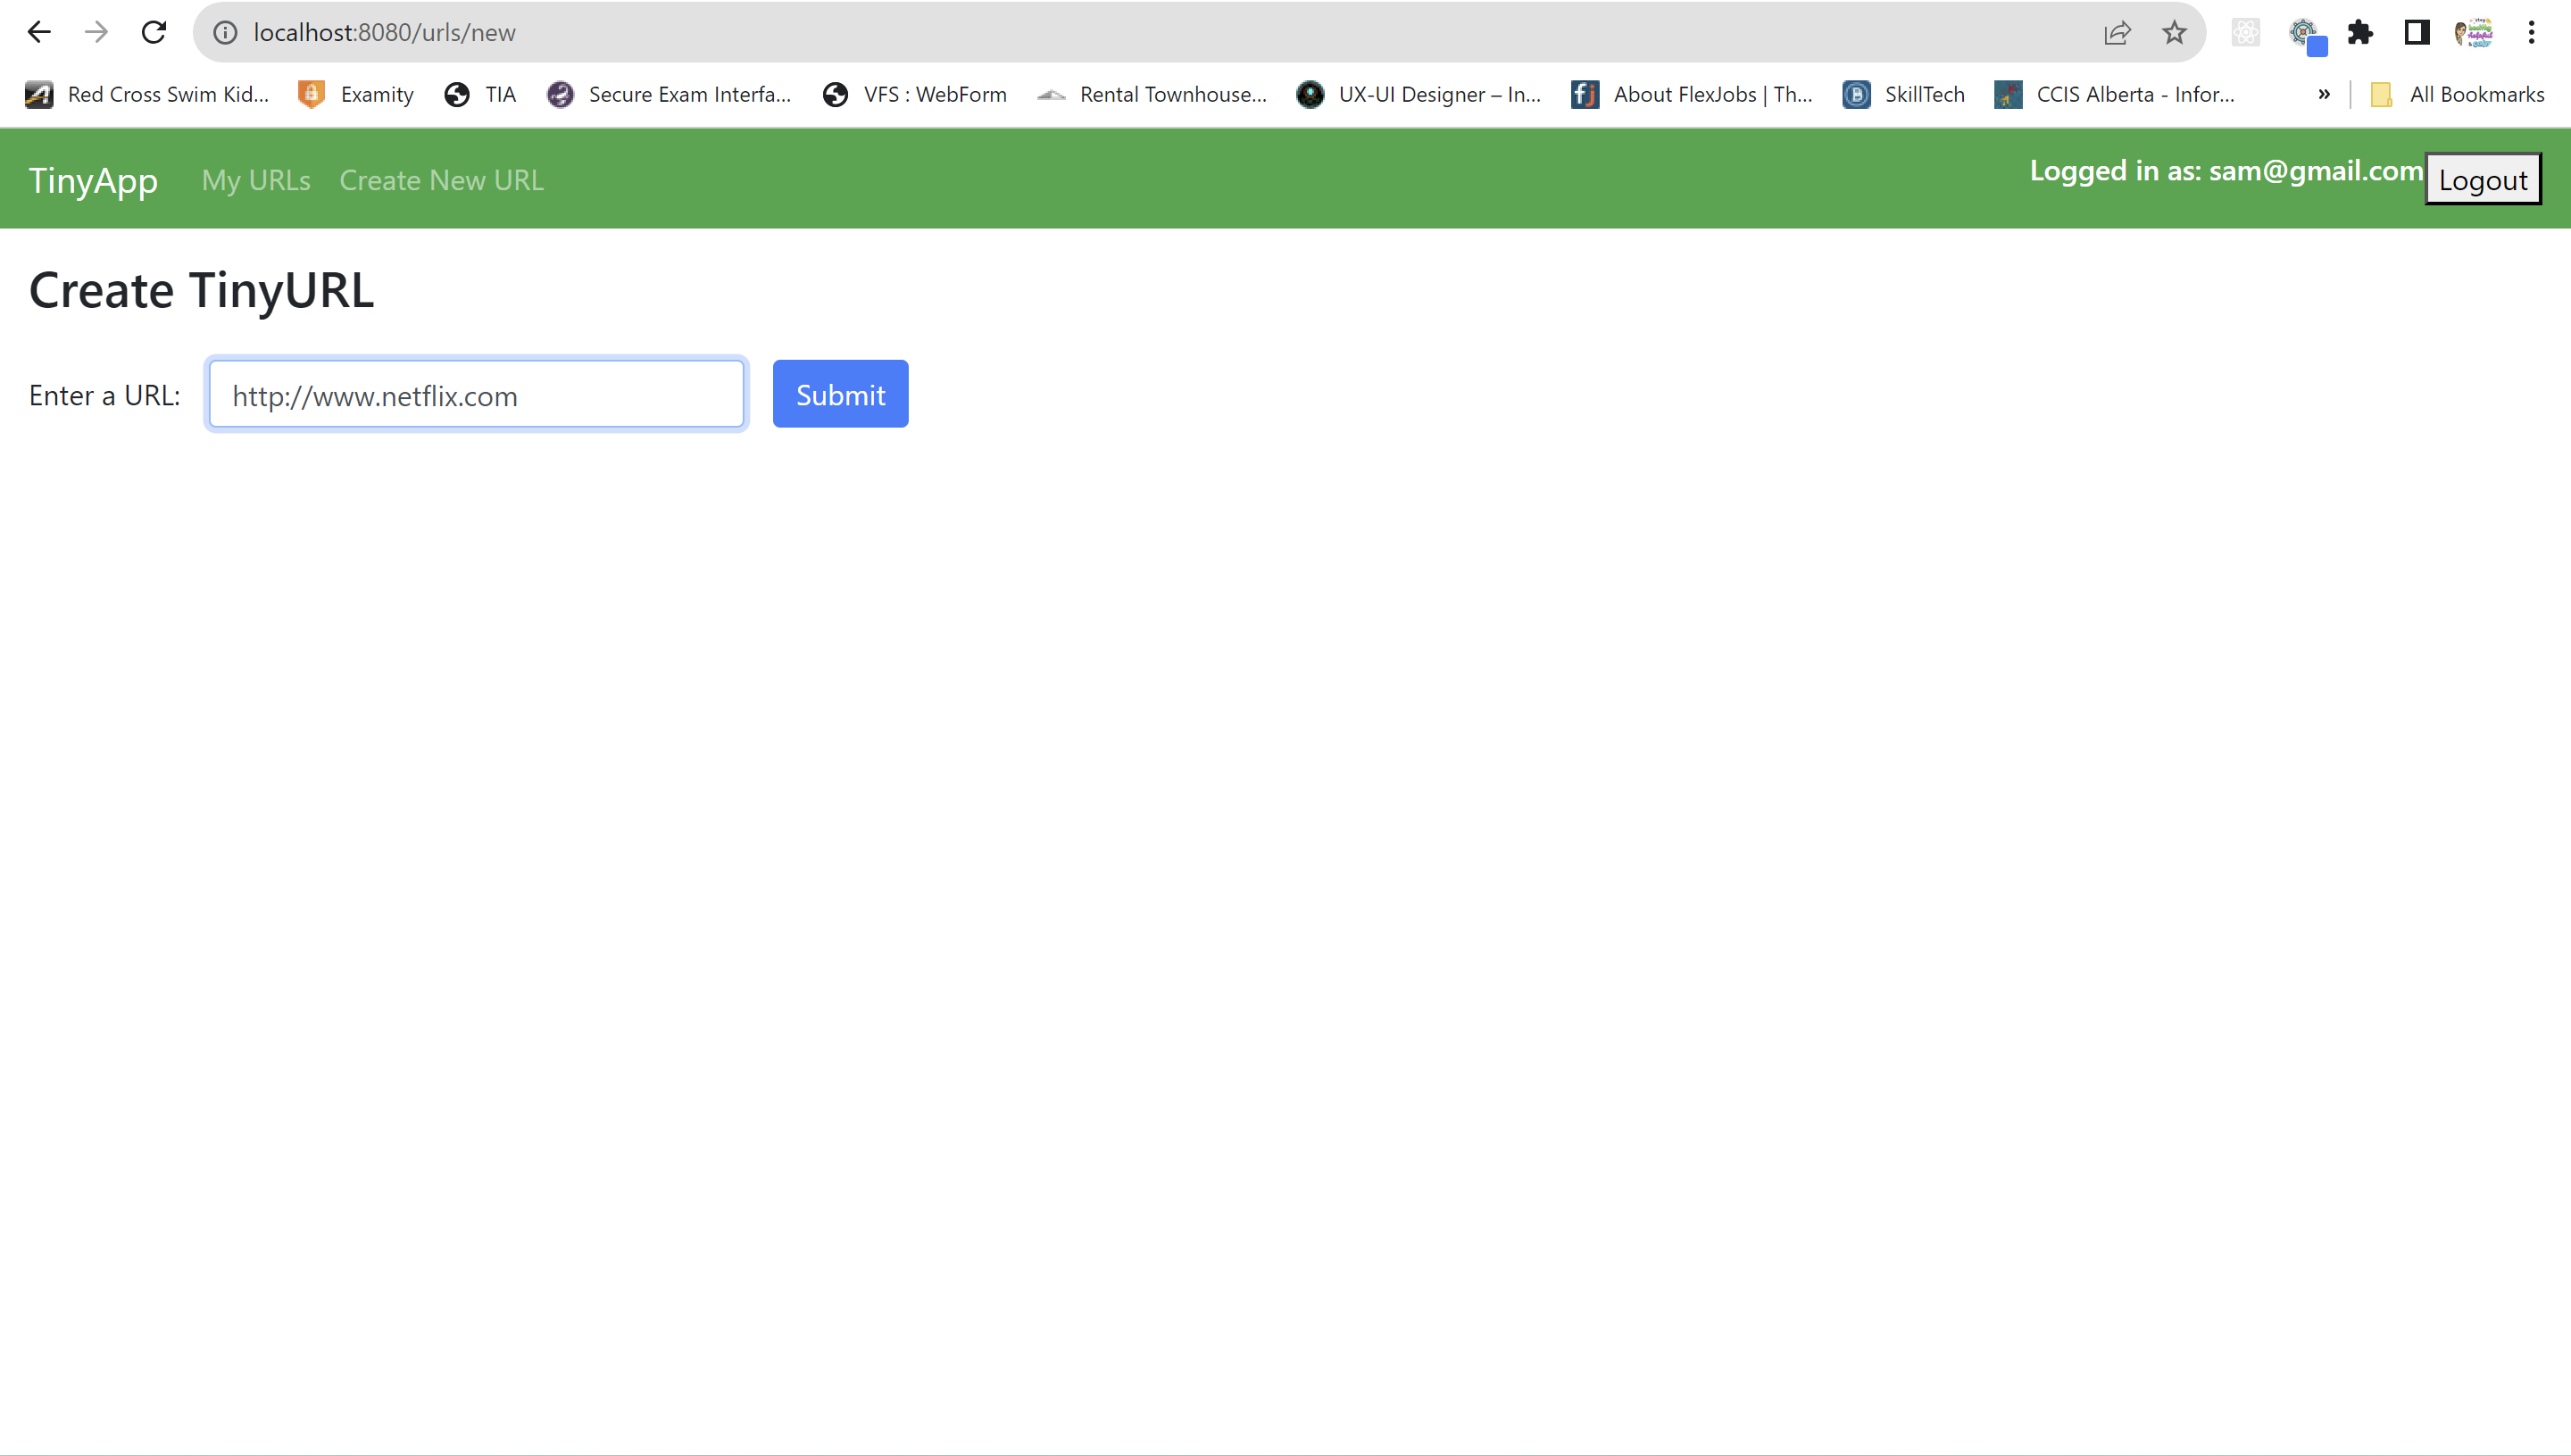 localhost:8080/urls/new
Red Cross Swim Kid... Examity TIA Secure Exam Interfa... VFS : WebForm Rental Townhouse... UX-UI Designer – In... About FlexJobs | Th... SkillTech CCIS Alberta - Infor... » All Bookmarks
TinyApp My URLs Create New URL Logged in as: sam@gmail.com Logout
Create TinyURL
Enter a URL: http://www.netflix.com Submit